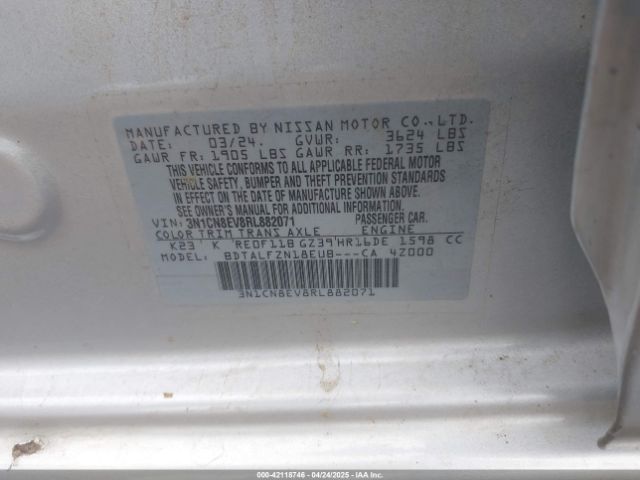 MANUFACTURED BY NISSAN MOTOR CO.,LTD.
DATE: 03/24. GVWR: 3624 LBS
GAWR FR: 1905 LBS GAWR RR: 1735 LBS
THIS VEHICLE CONFORMS TO ALL APPLICABLE FEDERAL MOTOR
VEHICLE SAFETY, BUMPER AND THEFT PREVENTION STANDARDS
IN EFFECT ON THE DATE OF MANUFACTURE SHOWN ABOVE.
SEE OWNER'S MANUAL FOR ADDITIONAL INFORMATION.
VIN: 3N1CN8EV8RL882071 PASSENGER CAR.
COLOR TRIM TRANS AXLE ENGINE
K23 K RE0F11B GZ39 HR16DE 1598 CC
MODEL: BDTALFZN18EUB---CA 4Z000
3N1CN8EV8RL882071
000-42118746 - 04/24/2025 - IAA Inc.